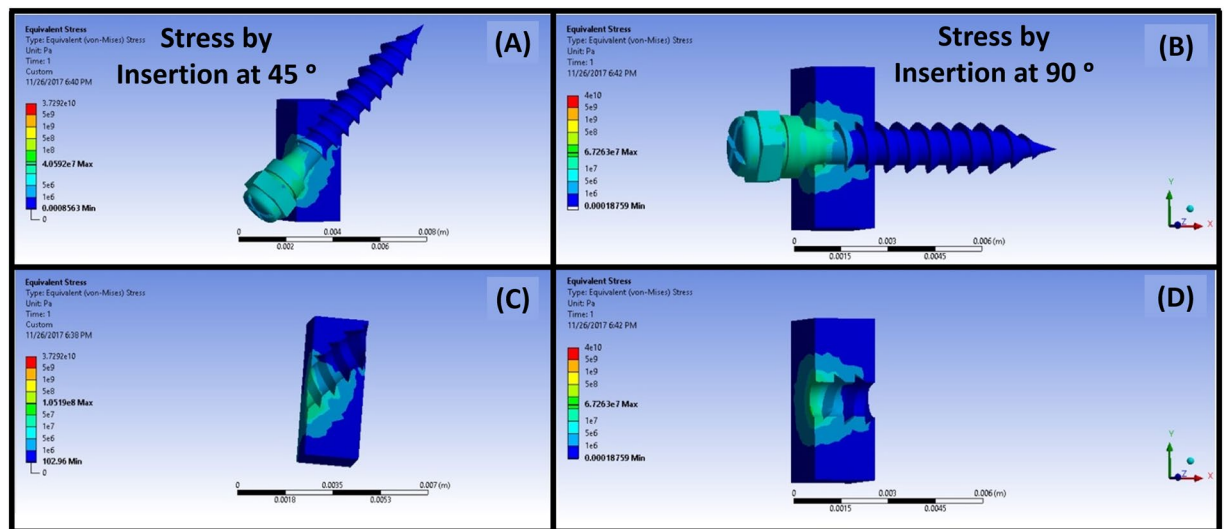 Equivalent Stress
Type: Equivalent (von-Mises) Stress
Unit: Pa
Time: 1
Custom
11/26/2017 6:40 PM
Stress by
Insertion at 45 º
(A)
3.7292e10
5e9
1e9
5e8
1e8
4.0592e7 Max
5e6
1e6
0.0008563 Min
0
0
0.002
0.004
0.006
0.008 (m)
Equivalent Stress
Type: Equivalent (von-Mises) Stress
Unit: Pa
Time: 1
11/26/2017 6:42 PM
Stress by
Insertion at 90 º
(B)
4e10
5e9
1e9
5e8
6.7263e7 Max
1e7
5e6
1e6
0.00018759 Min
0
0.0015
0.003
0.0045
0.006 (m)
Y
Z
X
Equivalent Stress
Type: Equivalent (von-Mises) Stress
Unit: Pa
Time: 1
Custom
11/26/2017 6:38 PM
(C)
3.7292e10
5e9
1e9
5e8
1.0519e8 Max
5e7
1e7
5e6
1e6
102.96 Min
0
0
0.0018
0.0035
0.0053
0.007 (m)
Equivalent Stress
Type: Equivalent (von-Mises) Stress
Unit: Pa
Time: 1
11/26/2017 6:42 PM
(D)
4e10
5e9
1e9
5e8
6.7263e7 Max
1e7
5e6
1e6
0.00018759 Min
0
0.0015
0.003
0.0045
0.006 (m)
Y
Z
X